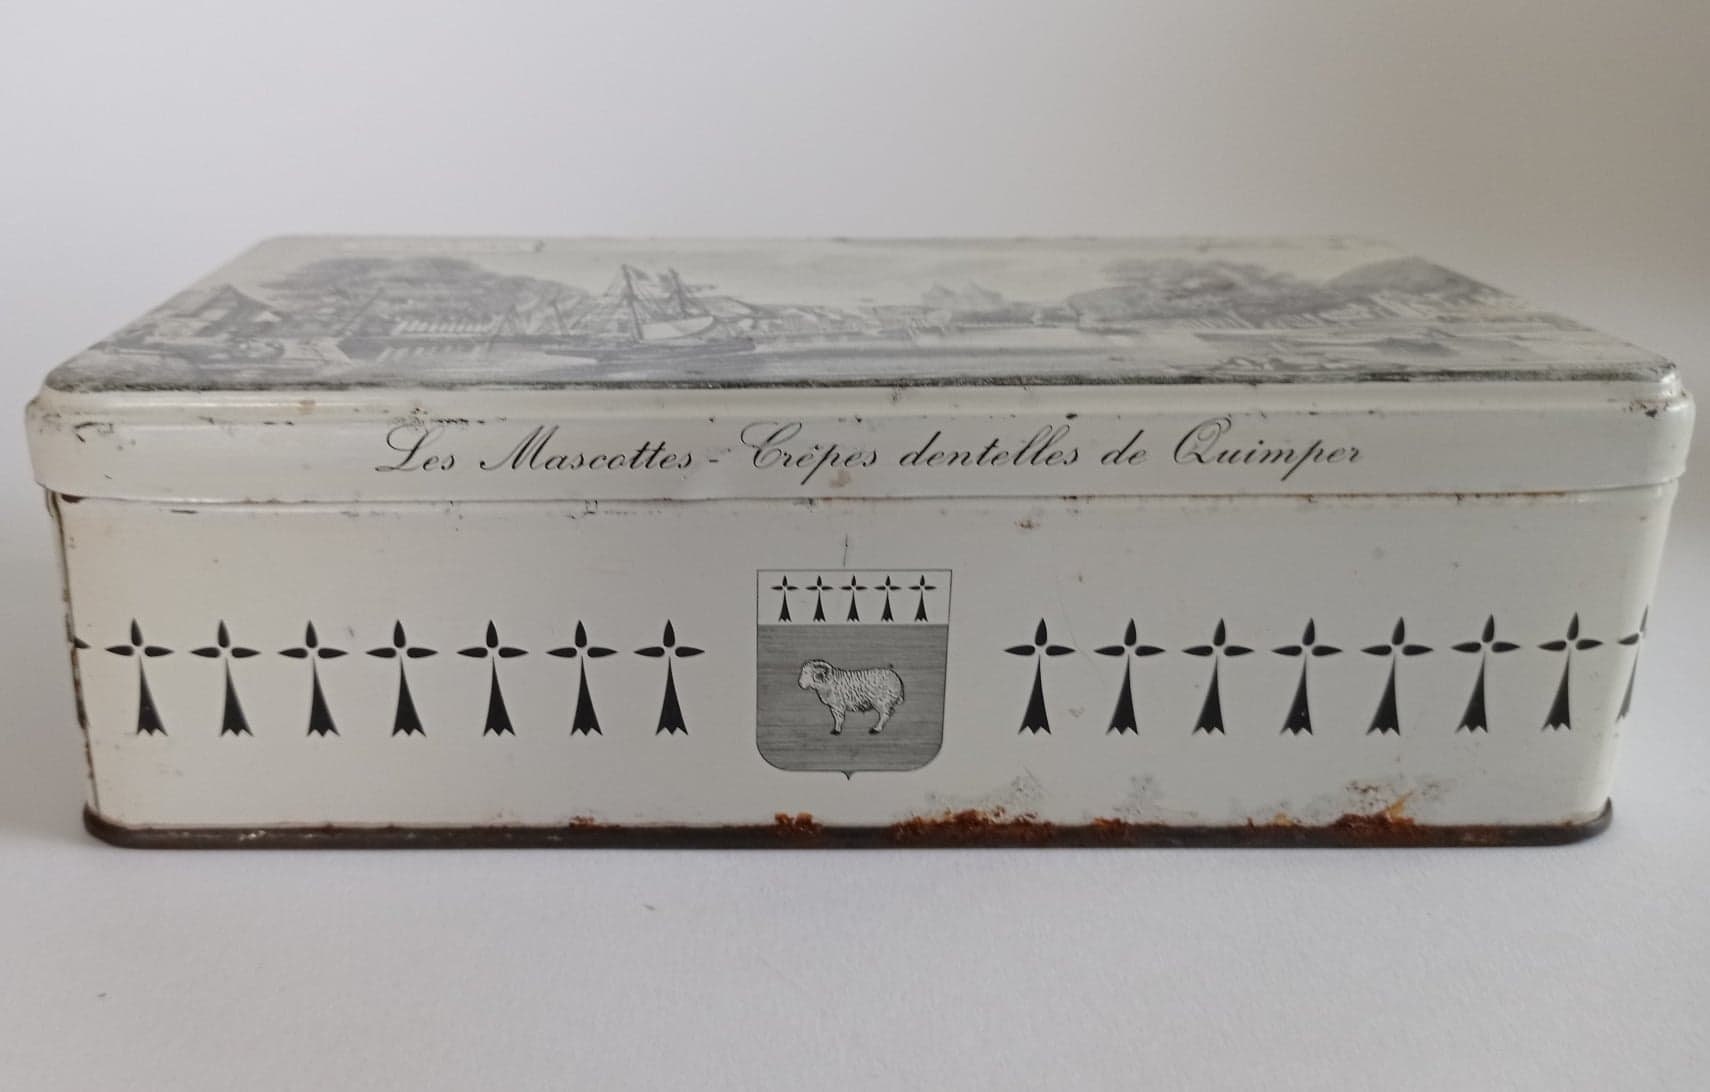 Les Mascottes - Crêpes dentelles de Quimper